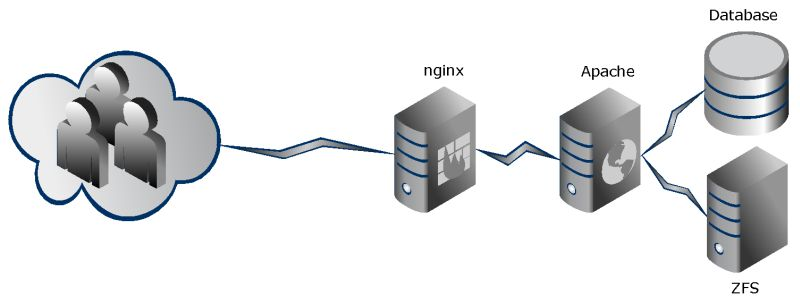 Database
nginx
Apache
ZFS